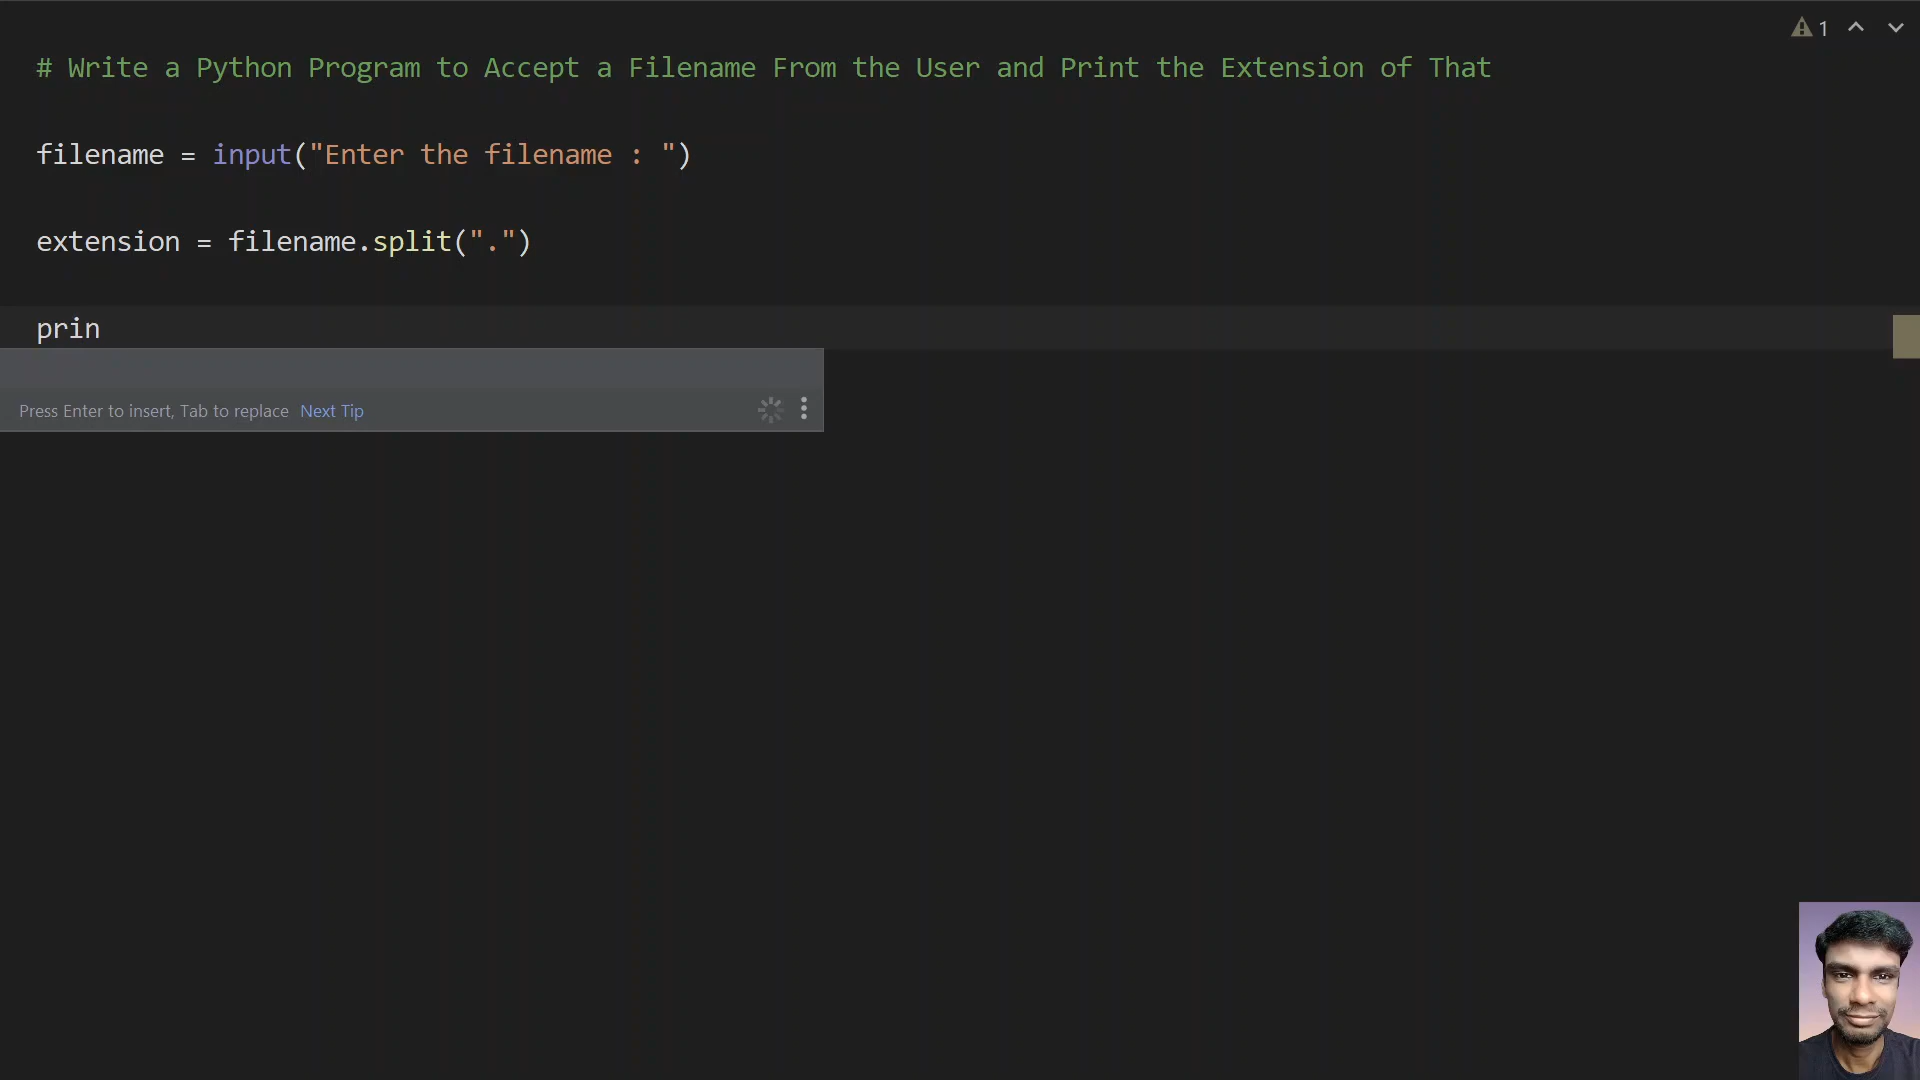 1
# Write a Python Program to Accept a Filename From the User and Print the Extension of That
filename = input("Enter the filename : ")
extension = filename.split(".")
prin
Press Enter to insert, Tab to replace Next Tip